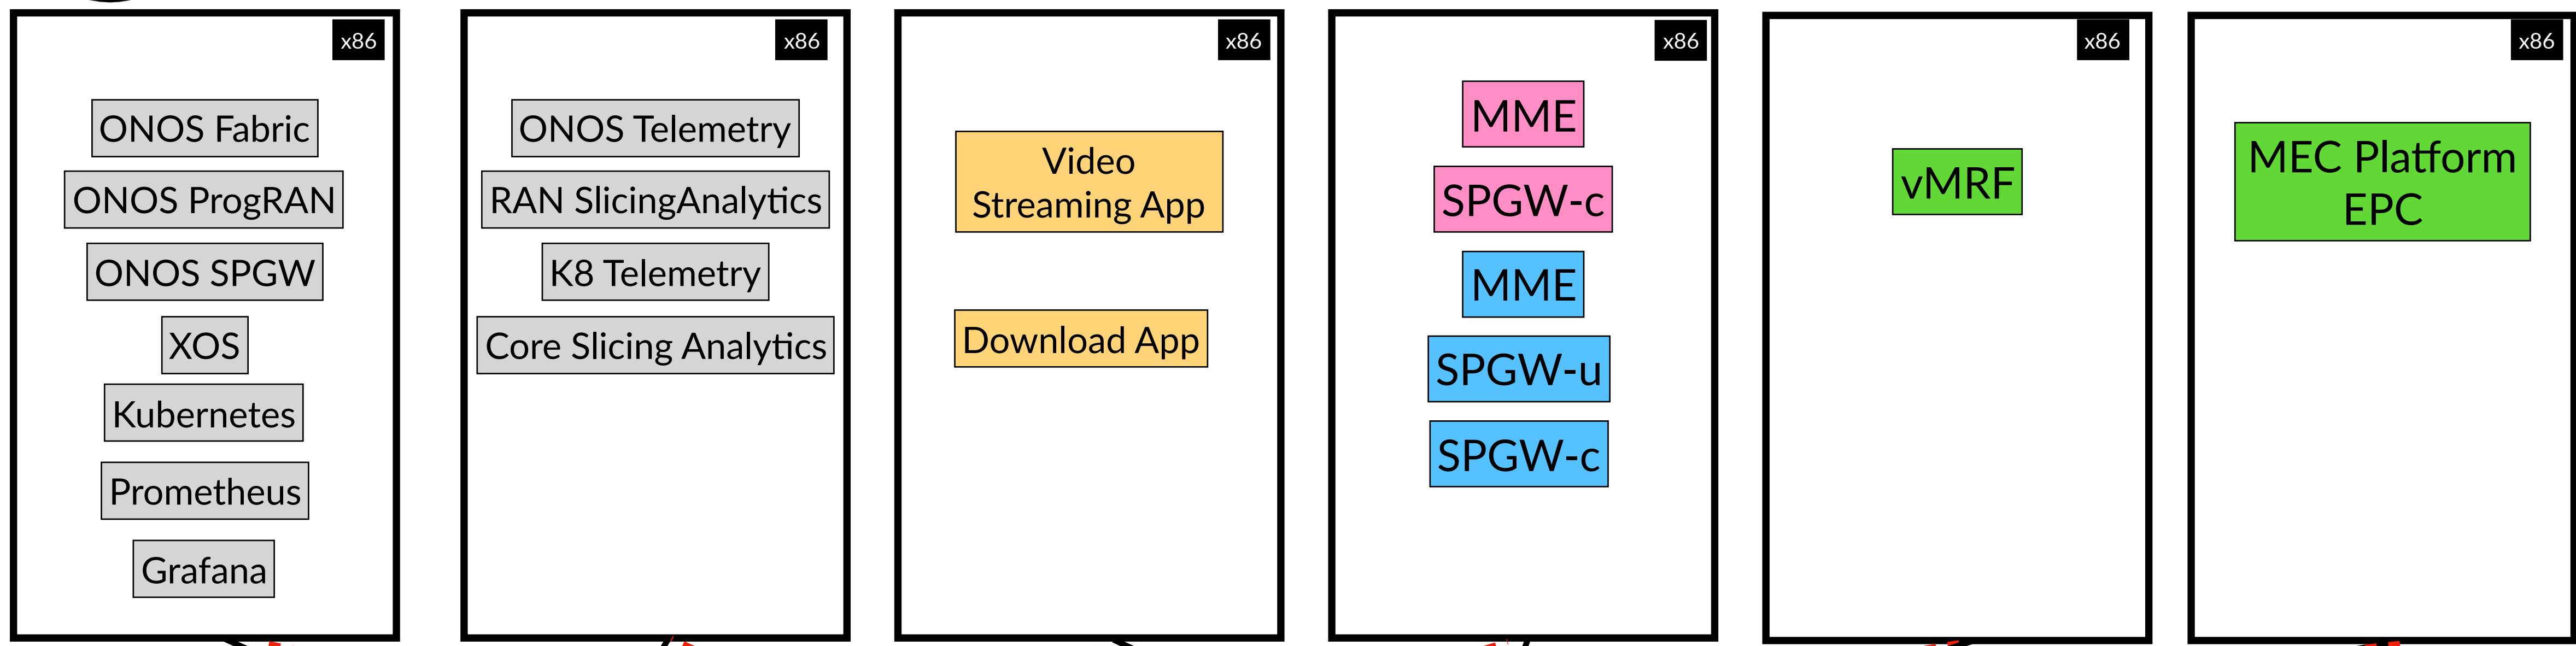 x86
ONOS Fabric
ONOS ProgRAN
ONOS SPGW
XOS
Kubernetes
Prometheus
Grafana
x86
ONOS Telemetry
RAN SlicingAnalytics
K8 Telemetry
Core Slicing Analytics
x86
Video
Streaming App
Download App
x86
MME
SPGW-c
MME
SPGW-u
SPGW-c
x86
vMRF
x86
MEC Platform
EPC